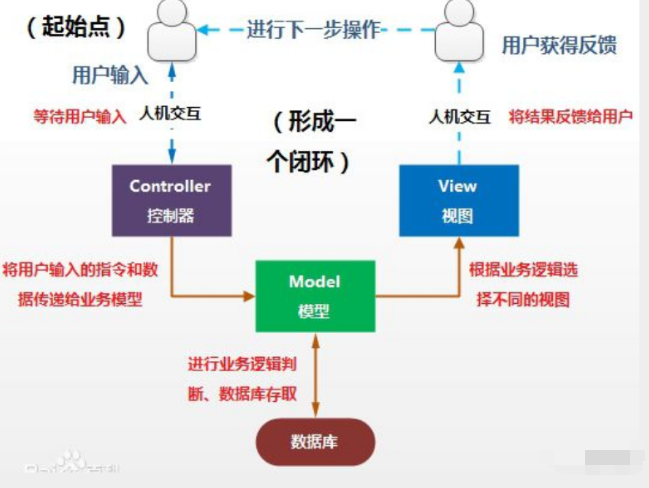 （起始点）
进行下一步操作
用户获得反馈
用户输入
等待用户输入
人机交互
（形成一
个闭环）
人机交互
将结果反馈给用户
Controller
控制器
View
视图
将用户输入的指令和数
据传递给业务模型
Model
模型
根据业务逻辑选
择不同的视图
进行业务逻辑判
断、数据库存取
数据库